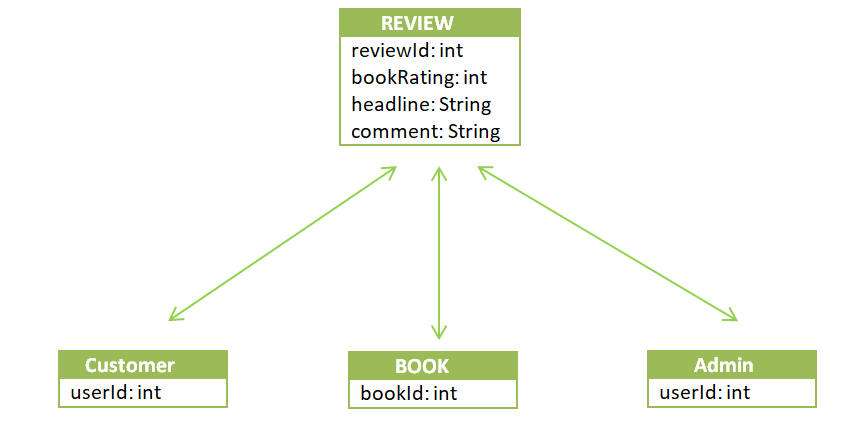 REVIEW
reviewId: int
bookRating: int
headline: String
comment: String
Customer
userId: int
BOOK
bookId: int
Admin
userId: int